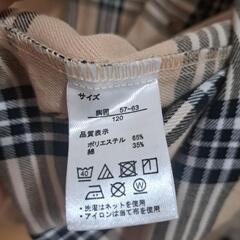 サイズ
胸囲 57-63
120
品質表示
ポリエステル 65%
綿 35%
40
・洗濯はネットを使用
・アイロンは当て布を使用